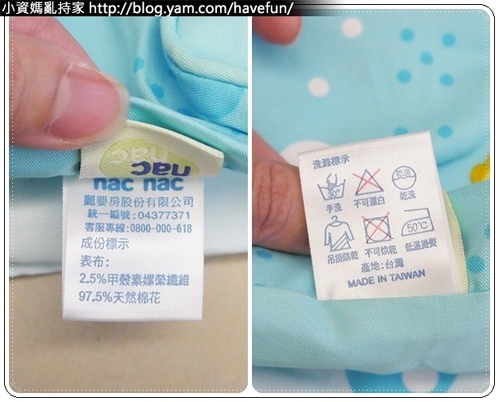 小資媽亂持家 / http://blog.yam.com/havefun/
nac
nac nac
麗嬰房股份有限公司
統一編號:04377371
客服專線:0800-000-618
成份標示
表布:
2.5%甲殼素嫘縈纖維
97.5%天然棉花
洗滌標示
手洗 不可漂白 乾洗
50°C
吊掛晾乾 不可烘乾 低溫熨燙
產地:台灣
MADE IN TAIWAN